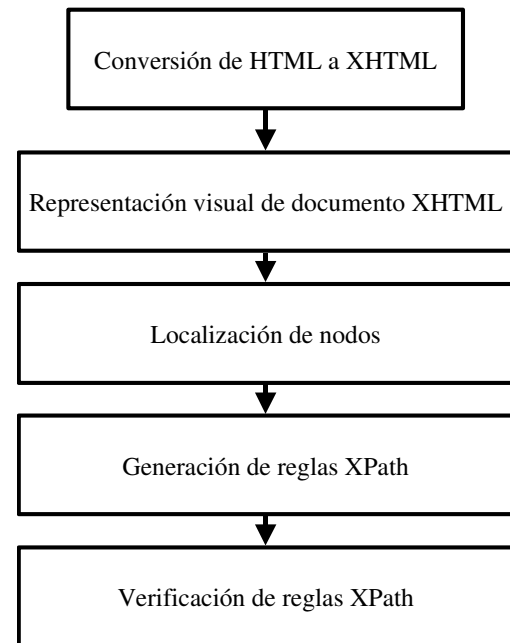 Conversión de HTML a XHTML
Representación visual de documento XHTML
Localización de nodos
Generación de reglas XPath
Verificación de reglas XPath